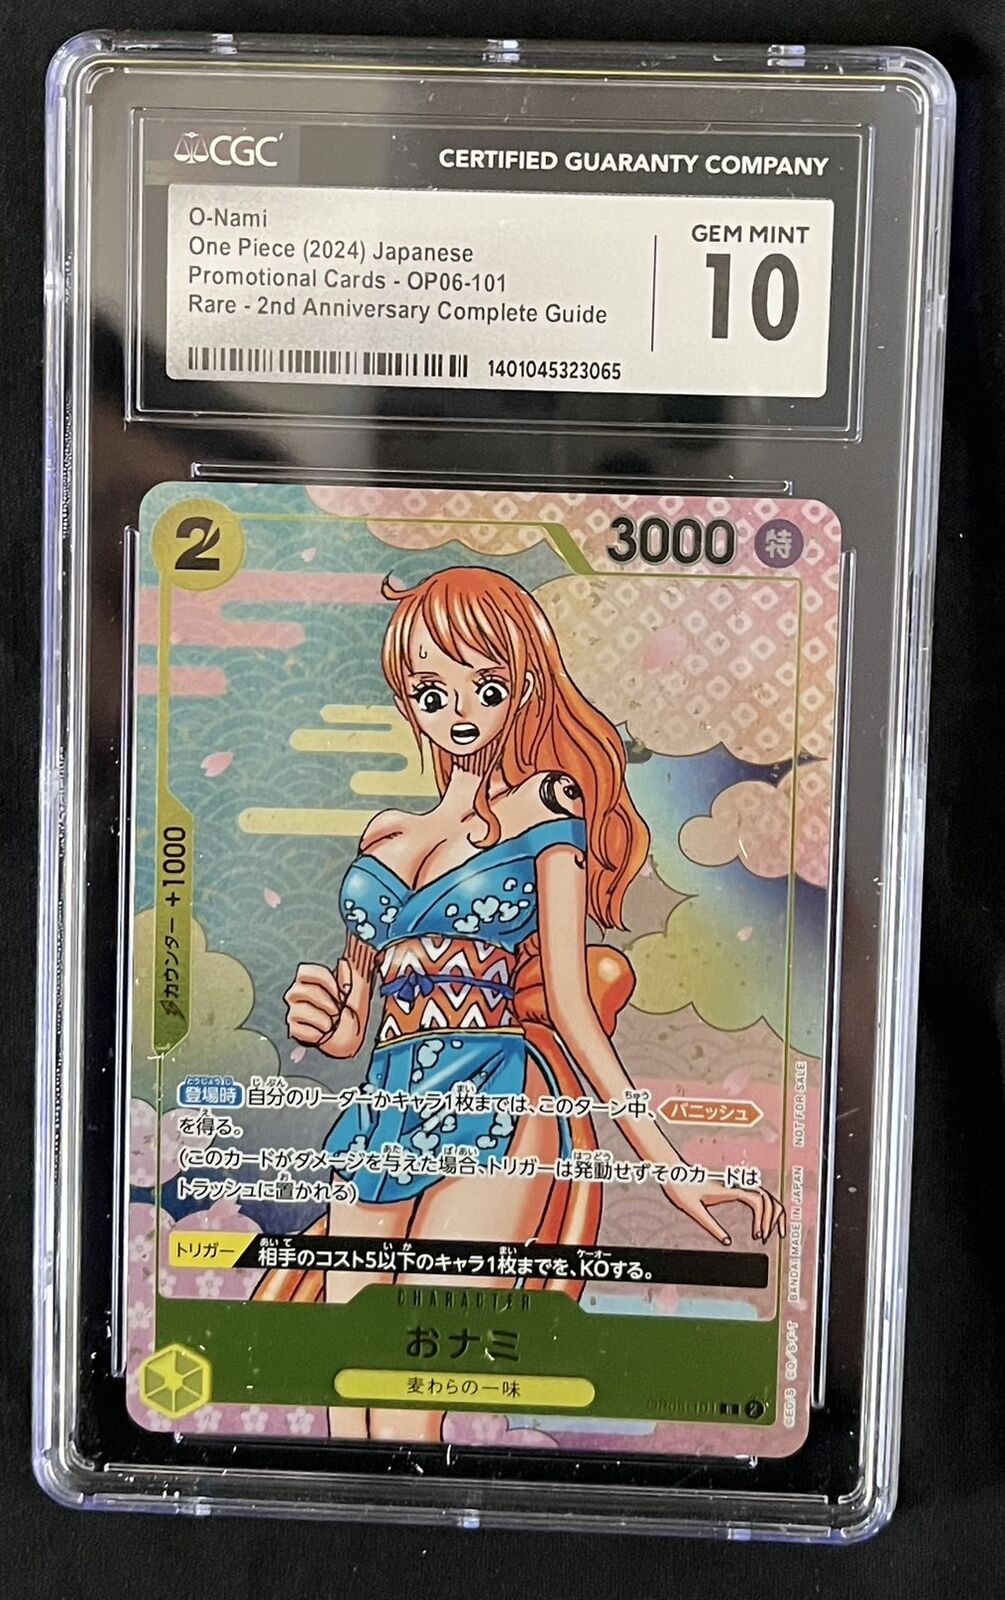 CGC
CERTIFIED GUARANTY COMPANY
O-Nami
One Piece (2024) Japanese
Promotional Cards - OP06-101
Rare - 2nd Anniversary Complete Guide
1401045323065
GEM MINT
10
2
3000
特
カウンター +1000
登場時 自分のリーダーかキャラ1枚までは、このターン中、バニッシュ
を得る。
(このカードがダメージを与えた場合、トリガーは発動せずそのカードは
トラッシュに置かれる)
トリガー 相手のコスト5以下のキャラ1枚までを、KOする。
CHARACTER
おナミ
麦わらの一味
OP06-101 R 2
©E.O/S. ©O/S.F-T BANDAI MADE IN JAPAN NOT FOR SALE